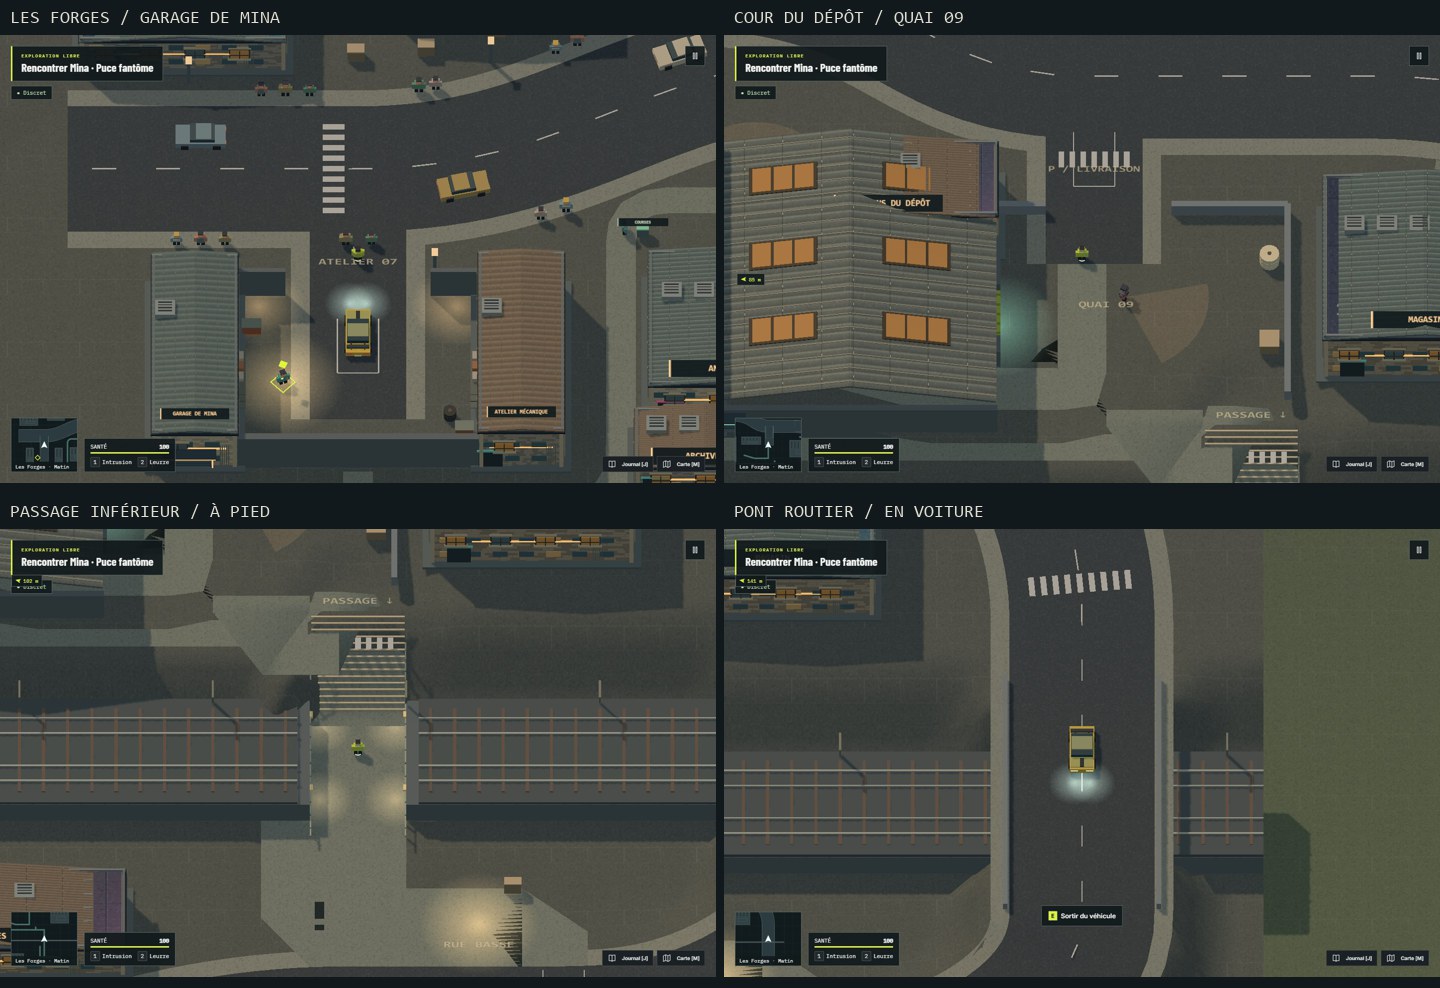 LES FORGES / GARAGE DE MINA
EXPLORATION LIBRE
Rencontrer Mina · Puce fantôme
Discret
ATELIER 07
GARAGE DE MINA
ATELIER MÉCANIQUE
ARCHIV
SANTÉ 100
1 Intrusion 2 Leurre
Les Forges · Matin
Journal [J]
Carte [M]
COUR DU DÉPÔT / QUAI 09
EXPLORATION LIBRE
Rencontrer Mina · Puce fantôme
Discret
P / LIVRAISON
DU DÉPÔT
QUAI 09
MAGASIN
PASSAGE ↓
SANTÉ 100
1 Intrusion 2 Leurre
Les Forges · Matin
Journal [J]
Carte [M]
PASSAGE INFÉRIEUR / À PIED
EXPLORATION LIBRE
Rencontrer Mina · Puce fantôme
PASSAGE ↓
RUE BASSE
SANTÉ 100
1 Intrusion 2 Leurre
Les Forges · Matin
Journal [J]
Carte [M]
PONT ROUTIER / EN VOITURE
EXPLORATION LIBRE
Rencontrer Mina · Puce fantôme
141 m
E Sortir du véhicule
SANTÉ 100
1 Intrusion 2 Leurre
Les Forges · Matin
Journal [J]
Carte [M]